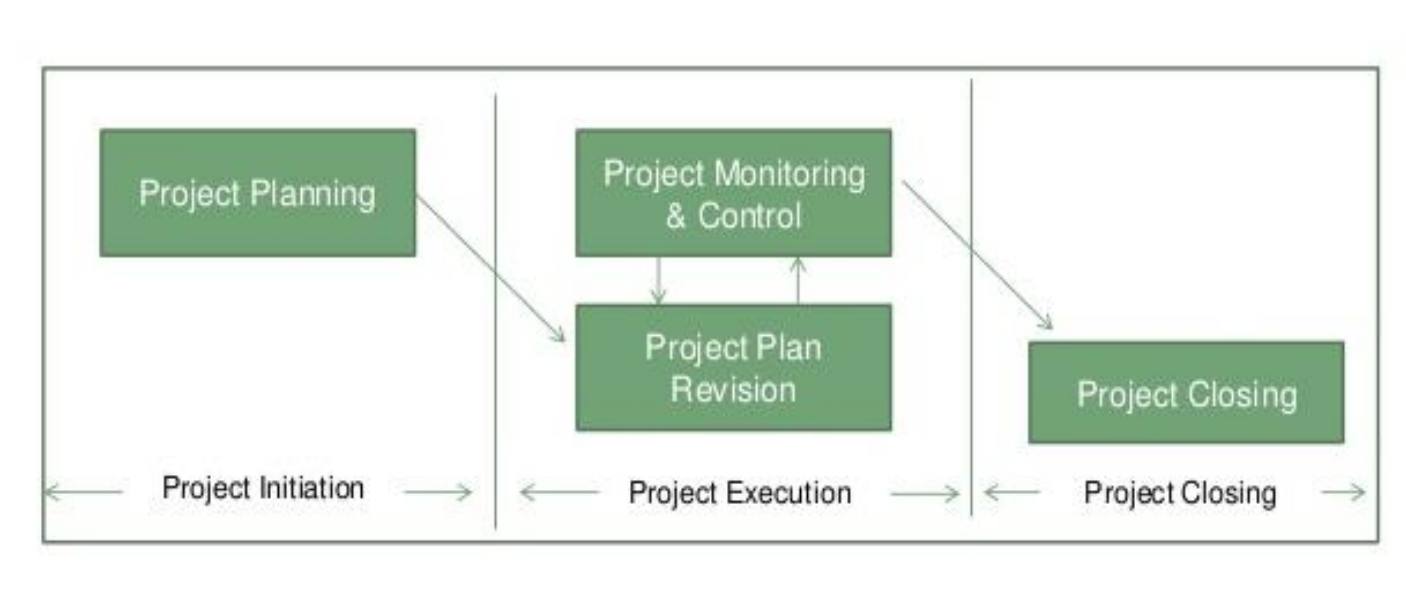 Project Planning
Project Monitoring
& Control
Project Plan
Revision
Project Closing
Project Initiation
Project Execution
Project Closing